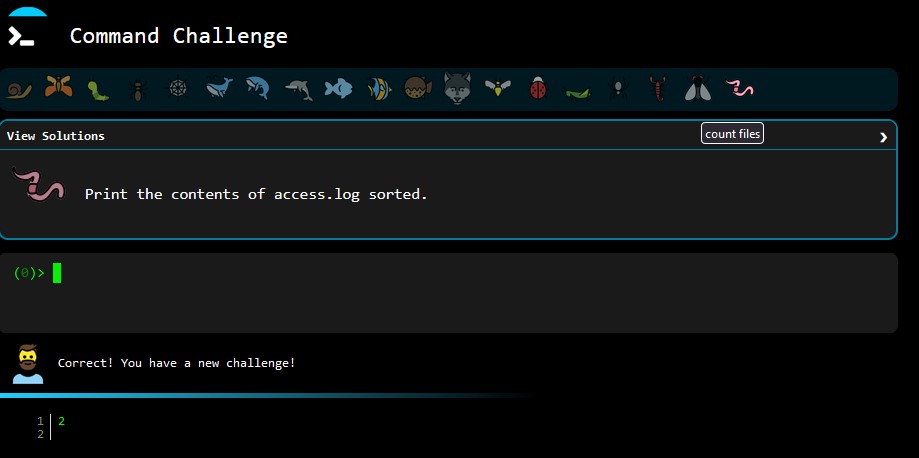 Command Challenge
View Solutions
count files
Print the contents of access.log sorted.
(0)>
Correct! You have a new challenge!
1 2
2